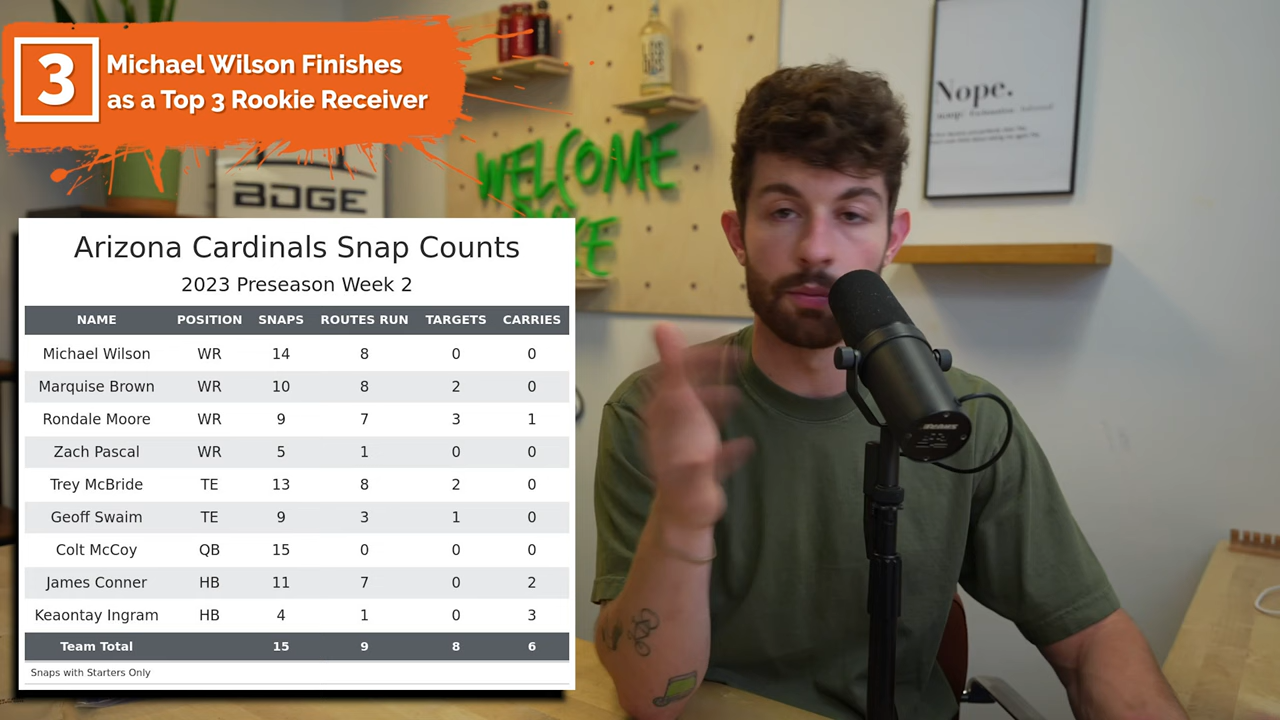 3
Michael Wilson Finishes
as a Top 3 Rookie Receiver
BDGE
WELCOME
Nope.
Arizona Cardinals Snap Counts
2023 Preseason Week 2
NAME POSITION SNAPS ROUTES RUN TARGETS CARRIES
Michael Wilson WR 14 8 0 0
Marquise Brown WR 10 8 2 0
Rondale Moore WR 9 7 3 1
Zach Pascal WR 5 1 0 0
Trey McBride TE 13 8 2 0
Geoff Swaim TE 9 3 1 0
Colt McCoy QB 15 0 0 0
James Conner HB 11 7 0 2
Keaontay Ingram HB 4 1 0 3
Team Total 15 9 8 6
Snaps with Starters Only